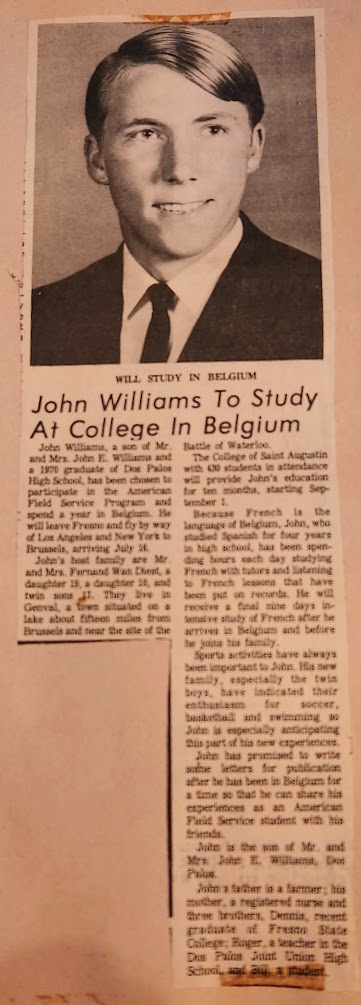 WILL STUDY IN BELGIUM
John Williams To Study
At College In Belgium
John Williams, a son of Mr.
and Mrs. John E. Williams and
a 1970 graduate of Dos Palos
High School, has been chosen to
participate in the American
Field Service Program and
spend a year in Belgium. He
will leave Fresno and fly by way
of Los Angeles and New York to
Brussels, arriving July 16.
John's host family are Mr.
and Mrs. Fernand Wan Diest, a
daughter 19, a daughter 18, and
twin sons 17. They live in
Genval, a town situated on a
lake about fifteen miles from
Brussels and near the site of the
Battle of Waterloo.
The College of Saint Augustin
with 430 students in attendance
will provide John's education
for ten months, starting Sep-
tember 1.
Because French is the
language of Belgium, John, who
studied Spanish for four years
in high school, has been spen-
ding hours each day studying
French with tutors and listening
to French lessons that have
been put on records. He will
receive a final nine days in-
tensive study of French after he
arrives in Belgium and before
he joins his family.
Sports activities have always
been important to John. His new
family, especially the twin
boys, have indicated their
enthusiasm for soccer,
basketball and swimming so
John is especially anticipating
this part of his new experiences.
John has promised to write
some letters for publication
after he has been in Belgium for
a time so that he can share his
experiences as an American
Field Service student with his
friends.
John is the son of Mr. and
Mrs. John E. Williams, Dos
Palos.
John's father is a farmer; his
mother, a registered nurse and
three brothers, Dennis, recent
graduate of Fresno State
College; Roger, a teacher in the
Dos Palos Joint Union High
School, and Bill, a student.